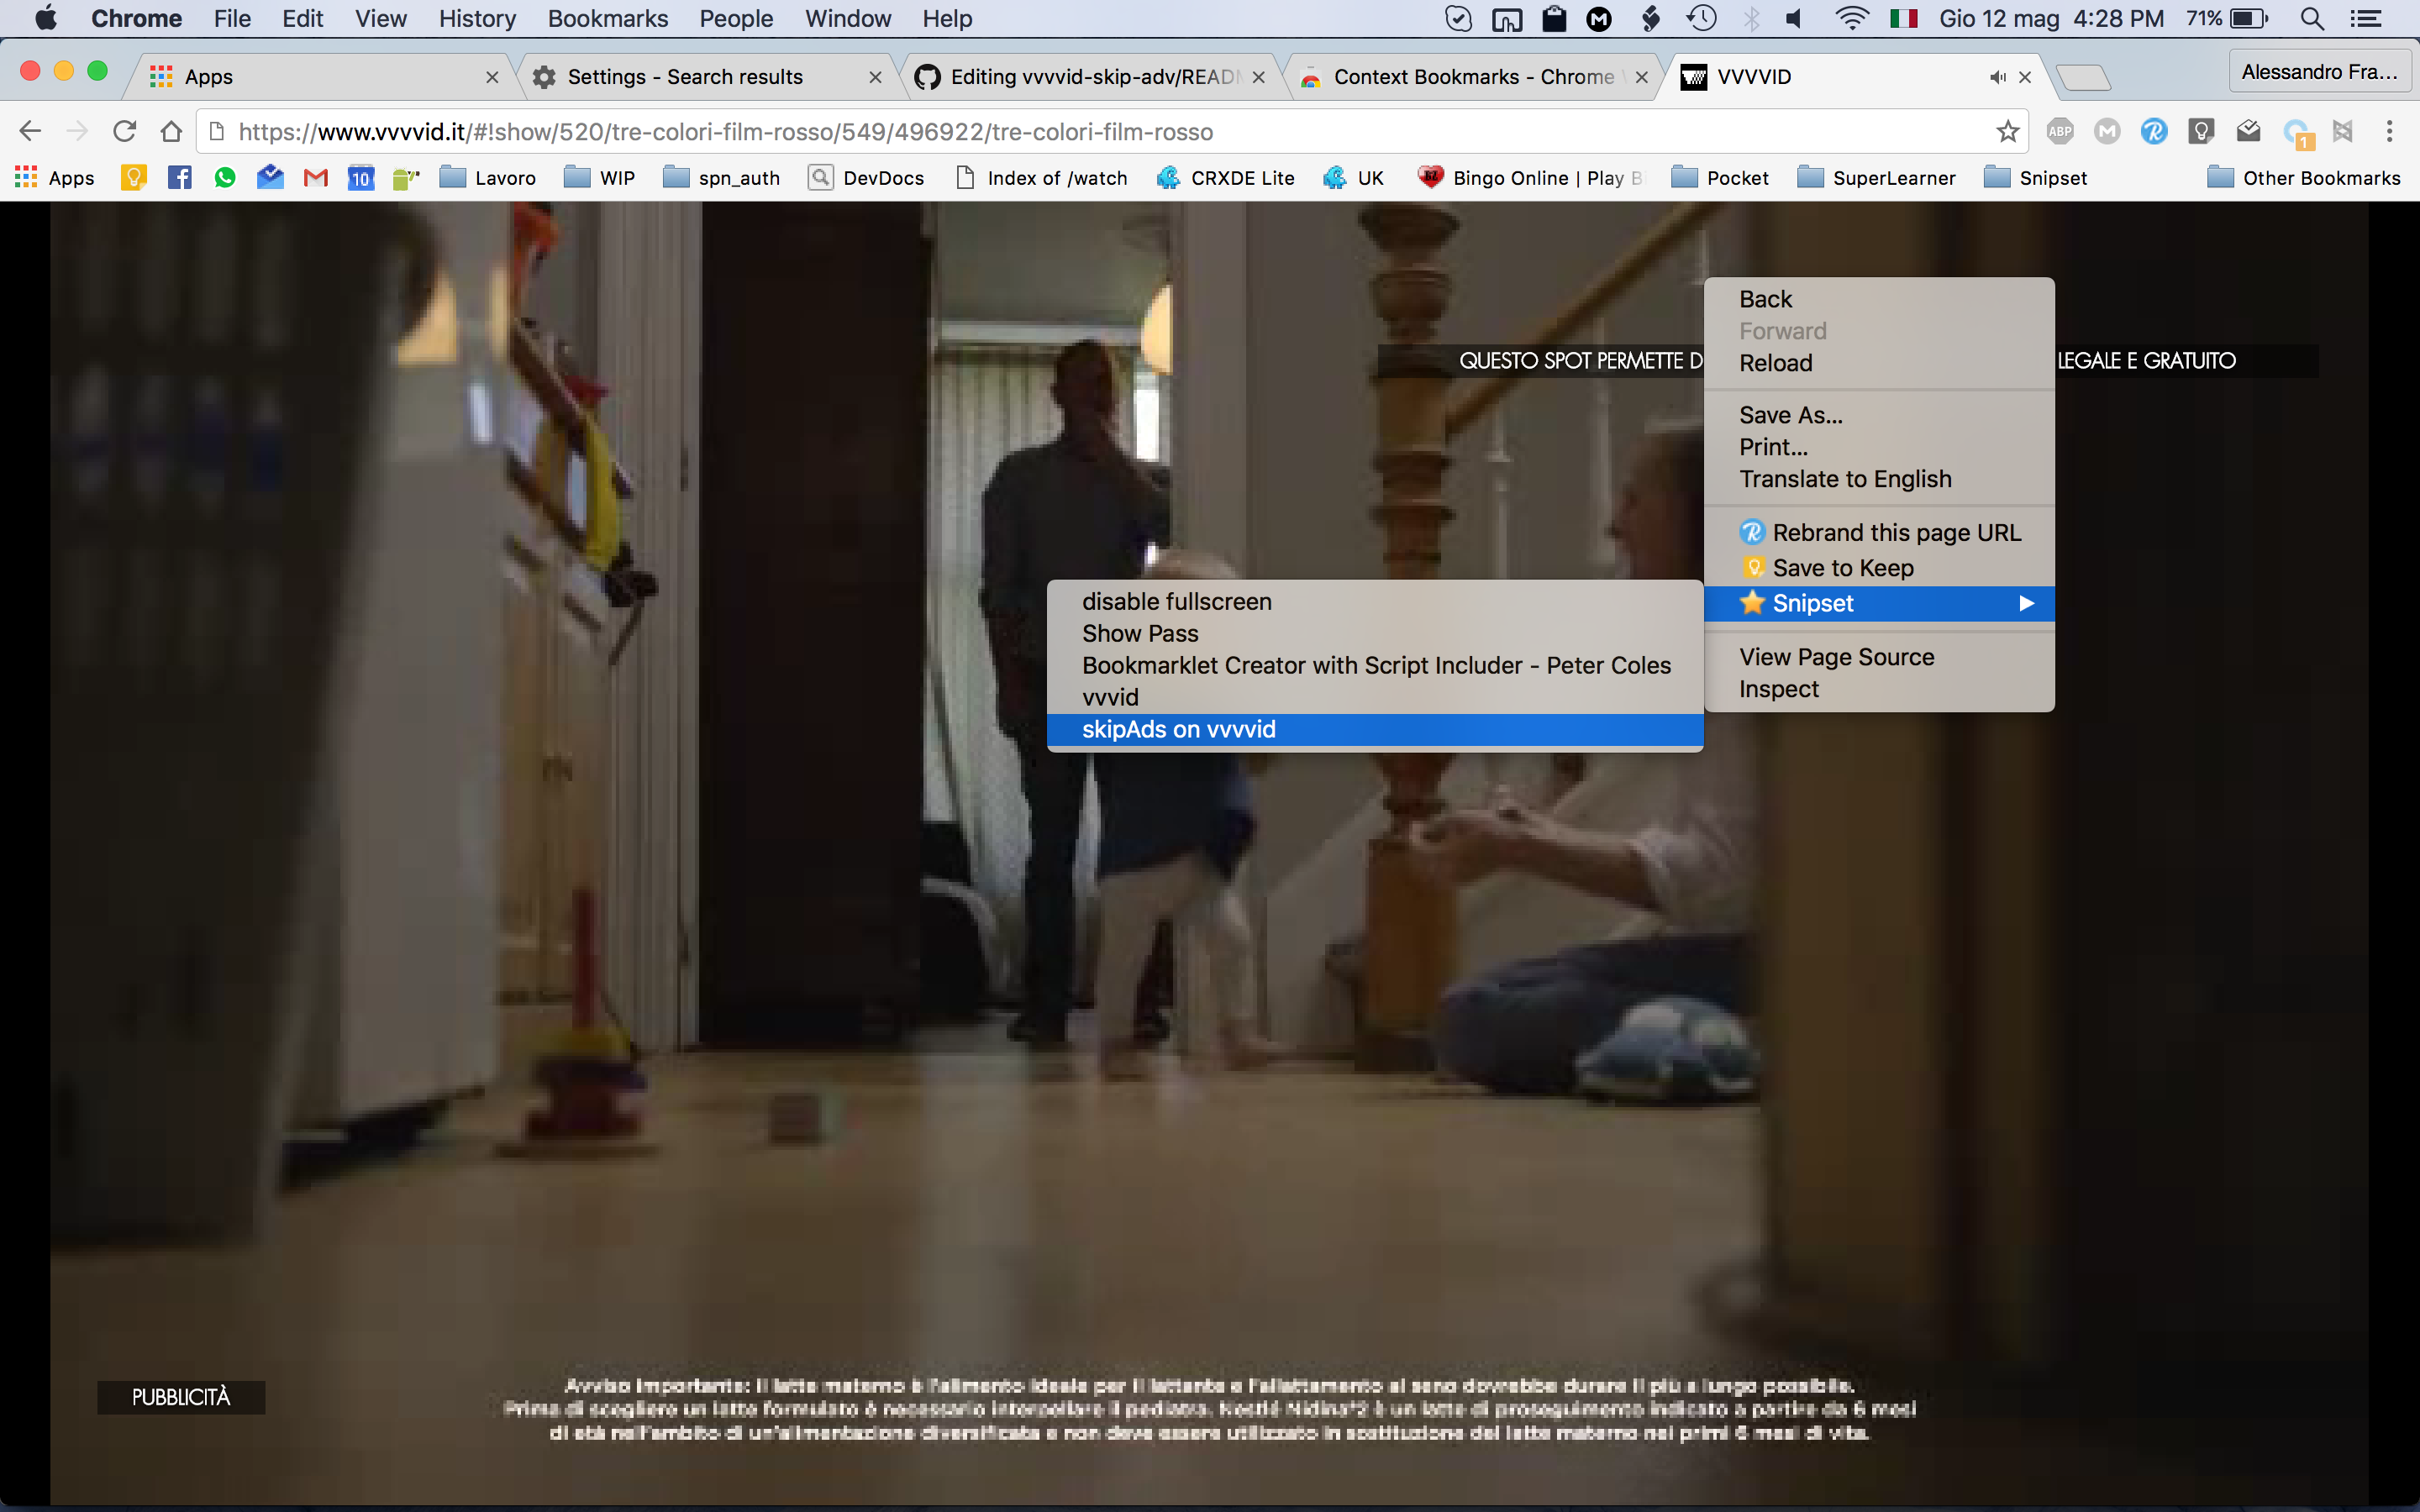 Chrome File Edit View History Bookmarks People Window Help Gio 12 mag 4:28 PM 71%
Apps Settings - Search results Editing vvvvid-skip-adv/READ Context Bookmarks - Chrome VVVVID Alessandro Fra...
https://www.vvvvid.it/#!show/520/tre-colori-film-rosso/549/496922/tre-colori-film-rosso ABP 1
Apps 10 Lavoro WIP spn_auth DevDocs Index of /watch CRXDE Lite UK Bingo Online | Play Pocket SuperLearner Snipset Other Bookmarks
Back
Forward
QUESTO SPOT PERMETTE D LEGALE E GRATUITO
Reload
Save As...
Print...
Translate to English
Rebrand this page URL
Save to Keep
Snipset
View Page Source
Inspect
disable fullscreen
Show Pass
Bookmarklet Creator with Script Includer - Peter Coles
vvvid
skipAds on vvvvid
PUBBLICITÀ
Avviso Importante: Il latte materno è l'alimento ideale per il lattante e l'allattamento al seno dovrebbe durare il più a lungo possibile.
Prima di scegliere un latte formulato è necessario interpellare il pediatra. Nestlé Nidina®2 è un latte di proseguimento indicato a partire da 6 mesi
di età nell'ambito di un'alimentazione diversificata e non deve essere utilizzato in sostituzione del latte materno nei primi 6 mesi di vita.